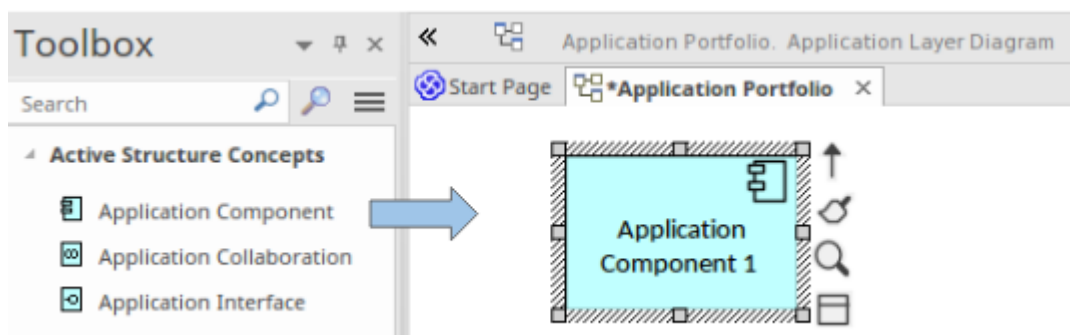 Toolbox
Search
Active Structure Concepts
Application Component
Application Collaboration
Application Interface
Application Portfolio. Application Layer Diagram
Start Page
*Application Portfolio
Application
Component 1